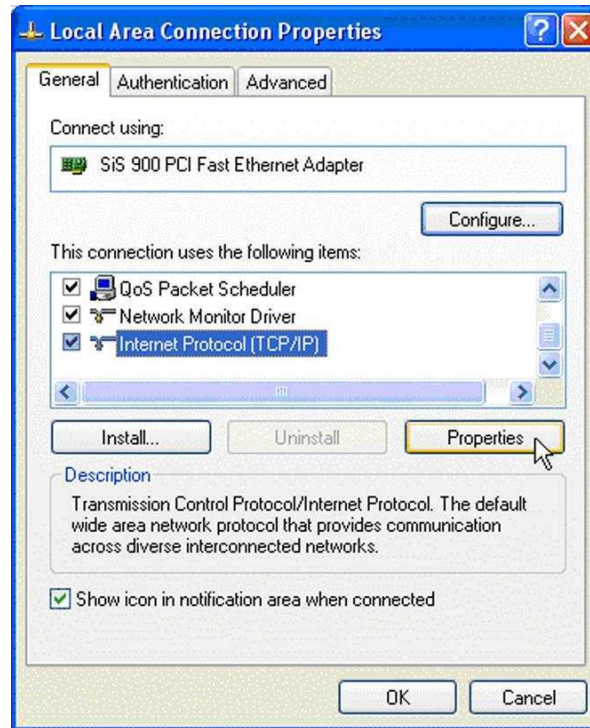 Local Area Connection Properties
General Authentication Advanced
Connect using:
SiS 900 PCI Fast Ethernet Adapter
Configure...
This connection uses the following items:
QoS Packet Scheduler
Network Monitor Driver
Internet Protocol (TCP/IP)
Install... Uninstall Properties
Description
Transmission Control Protocol/Internet Protocol. The default
wide area network protocol that provides communication
across diverse interconnected networks.
Show icon in notification area when connected
OK Cancel